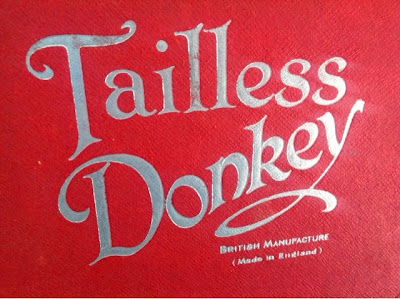 Tailless
Donkey
British Manufacture
(Made in England)